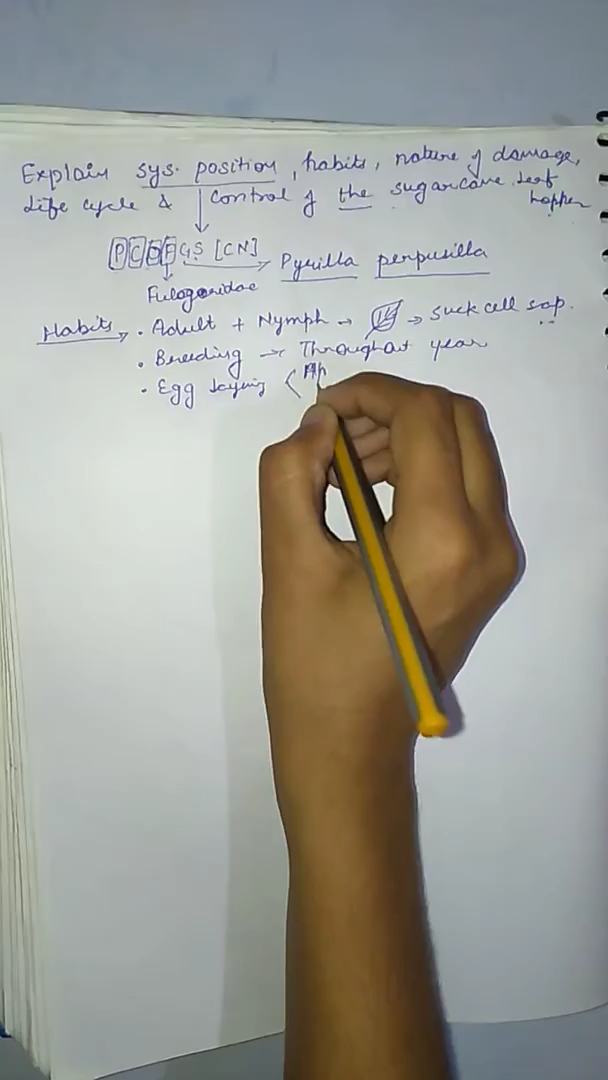 Explain sys. position, habits, nature of damage,
life cycle & control of the sugarcane leaf
hopper
PCOFGS [CN] → Pyrilla perpusilla
Fulogoridae
Habits → . Adult + Nymph → → suck cell sap.
. Breeding → Throughout year
. Egg laying <